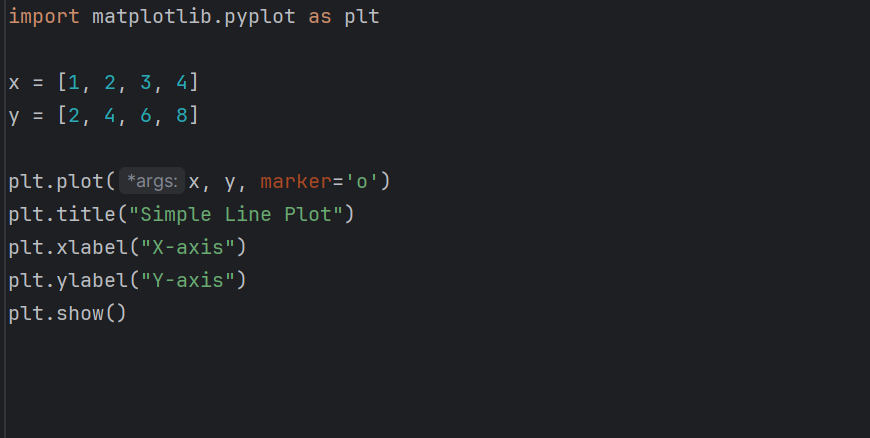 import matplotlib.pyplot as plt
x = [1, 2, 3, 4]
y = [2, 4, 6, 8]
plt.plot( *args: x, y, marker='o')
plt.title("Simple Line Plot")
plt.xlabel("X-axis")
plt.ylabel("Y-axis")
plt.show()